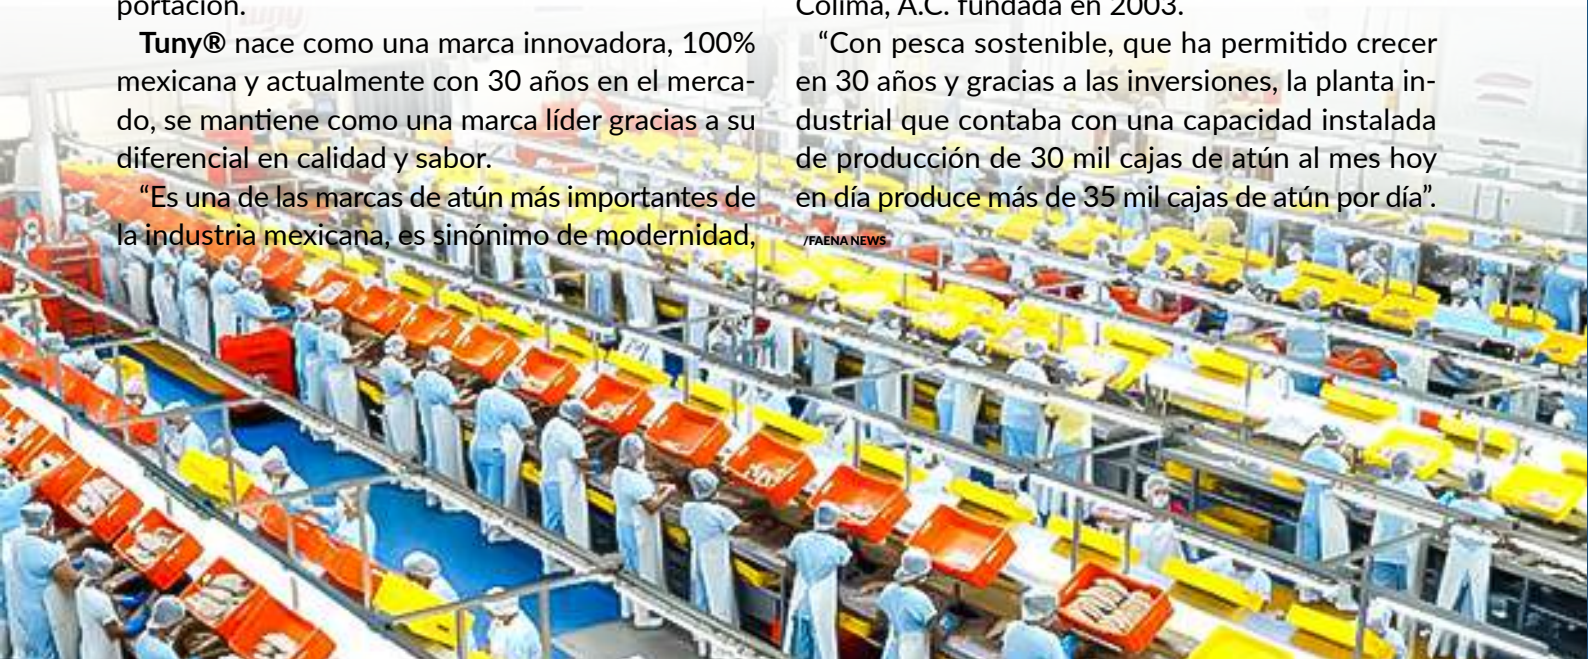 portación.
Tuny® nace como una marca innovadora, 100%
mexicana y actualmente con 30 años en el merca-
do, se mantiene como una marca líder gracias a su
diferencial en calidad y sabor.
“Es una de las marcas de atún más importantes de
la industria mexicana, es sinónimo de modernidad,
Colima, A.C. fundada en 2003.
“Con pesca sostenible, que ha permitido crecer
en 30 años y gracias a las inversiones, la planta in-
dustrial que contaba con una capacidad instalada
de producción de 30 mil cajas de atún al mes hoy
en día produce más de 35 mil cajas de atún por día”.
/FAENA NEWS